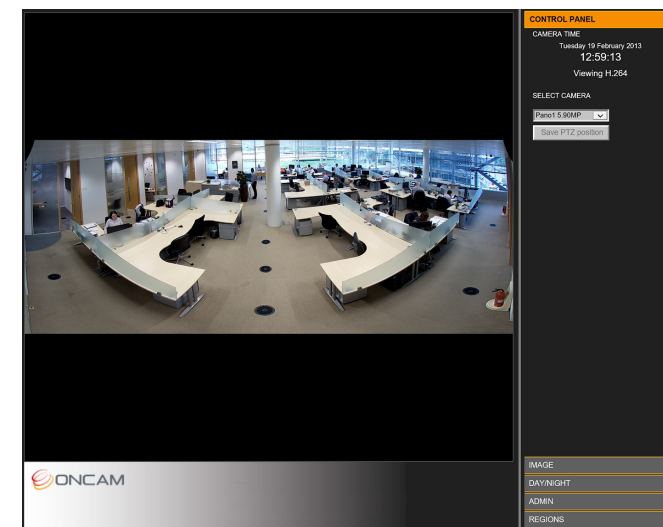 CONTROL PANEL
CAMERA TIME
Tuesday 19 February 2013
12:59:13
Viewing H.264
SELECT CAMERA
Pano1 5.90MP
Save PTZ position
IMAGE
DAY/NIGHT
ADMIN
REGIONS
ONCAM